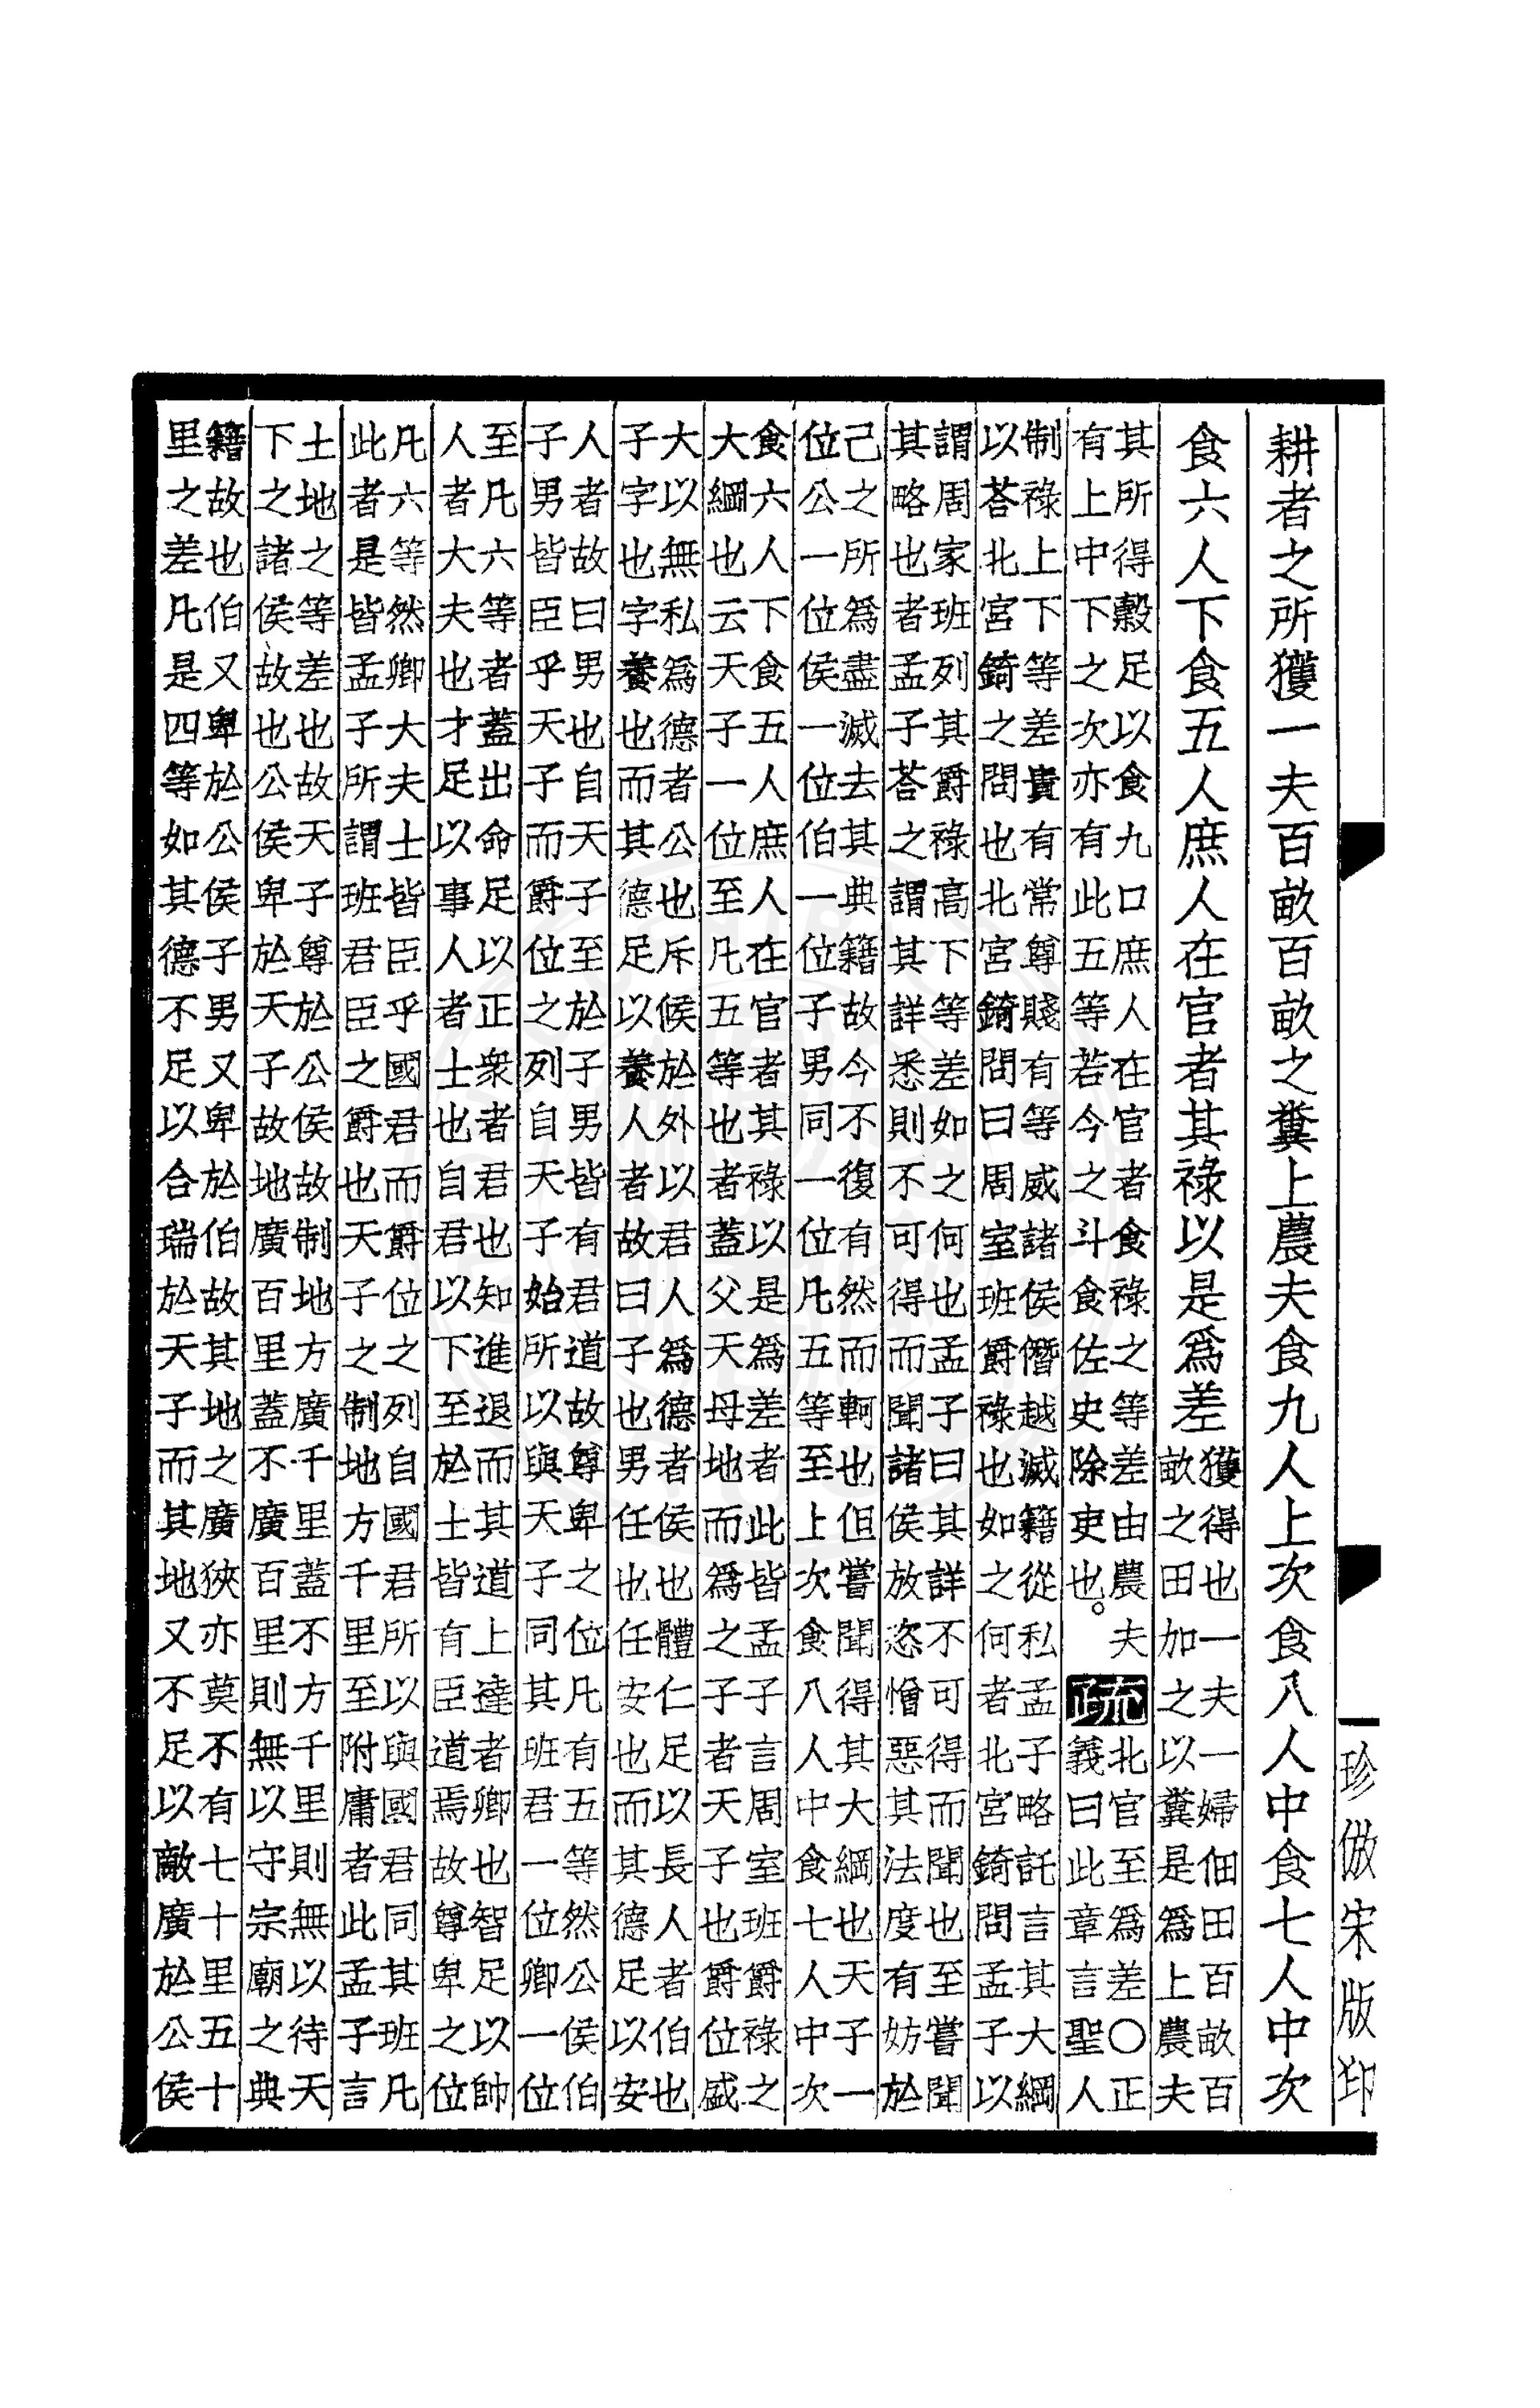 耕者之所獲一夫百畝百畝之糞上農夫食九人上次食八人中食七人中次
食六人下食五人庶人在官者其祿以是爲差
獲得也一夫一婦佃田百畝百
畝之田加之以糞是爲上農夫
其所得穀足以食九口庶人在官者食祿之等差由農夫
有上中下之次亦有此五等若今之斗食佐史除吏也。
疏
北官至爲差〇正
義曰此章言聖人
制祿上下等差貴有常尊賤有等威諸侯僭越滅籍從私孟子略託言其大綱
以荅北宮錡之問也北宮錡問曰周室班爵祿也如之何者北宮錡問孟子以
謂周家班列其爵祿高下等差如之何也孟子曰其詳不可得而聞也至嘗聞
其略也者孟子荅之謂其詳悉則不可得而聞諸侯放恣憎惡其法度有妨於
己之所爲盡滅去其典籍故今不復有然而軻也但嘗聞得其大綱也天子一
位公一位侯一位伯一位子男同一位凡五等至上次食八人中食七人中次
食六人下食五人庶人在官者其祿以是爲差者此皆孟子言周室班爵祿之
大綱也云天子一位至凡五等也者蓋父天母地而爲之子者天子也爵位盛
大以無私爲德者公也斥候於外以君人爲德者侯也體仁足以長人者伯也
子字也字養也而其德足以養人者故曰子也男任也任安也而其德足以安
人者故曰男也自天子至於子男皆有君道故尊卑之位凡有五等然公侯伯
子男皆臣乎天子而爵位之列自天子始所以與天子同其班君一位卿一位
至凡六等者蓋出命足以正衆者君也知進退而其道上達者卿也智足以帥
人者大夫也才足以事人者士也自君以下至於士皆有臣道焉故尊卑之位
凡六等然卿大夫士皆臣乎國君而爵位之列自國君所以與國君同其班凡
此者是皆孟子所謂班君臣之爵也天子之制地方千里至附庸者此孟子言
土地之等差也故天子尊於公侯故制地方廣千里蓋不方千里則無以待天
下之諸侯故也公侯卑於天子故地廣百里蓋不廣百里則無以守宗廟之典
籍故也伯又卑於公侯子男又卑於伯故其地之廣狹亦莫不有七十里五十
里之差凡是四等如其德不足以合瑞於天子而其地又不足以敵廣於公侯
珍倣宋版印